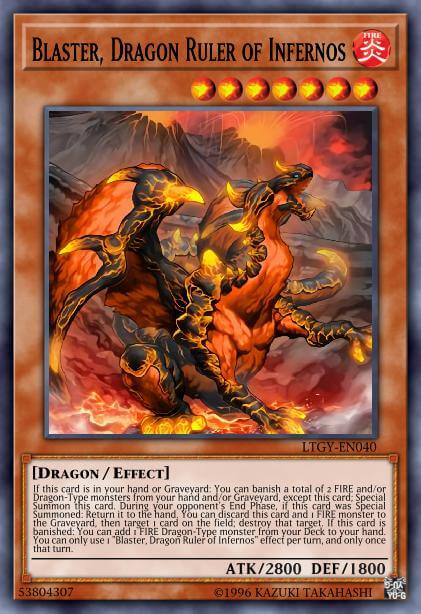 BLASTER, DRAGON RULER OF INFERNOS
FIRE
炎
LTGY-EN040
[DRAGON / EFFECT]
If this card is in your hand or Graveyard: You can banish a total of 2 FIRE and/or
Dragon-Type monsters from your hand and/or Graveyard, except this card; Special
Summon this card. During your opponent's End Phase, if this card was Special
Summoned: Return it to the hand. You can discard this card and 1 FIRE monster to
the Graveyard, then target 1 card on the field; destroy that target. If this card is
banished: You can add 1 FIRE Dragon-Type monster from your Deck to your hand.
You can only use 1 "Blaster, Dragon Ruler of Infernos" effect per turn, and only once
that turn.
ATK/2800 DEF/1800
53804307
©1996 KAZUKI TAKAHASHI